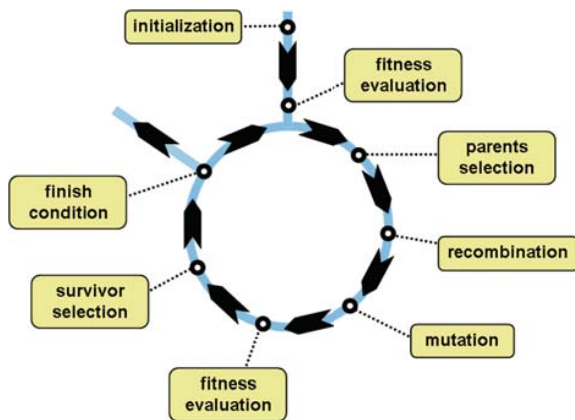 initialization
fitness
evaluation
parents
selection
recombination
mutation
fitness
evaluation
survivor
selection
finish
condition